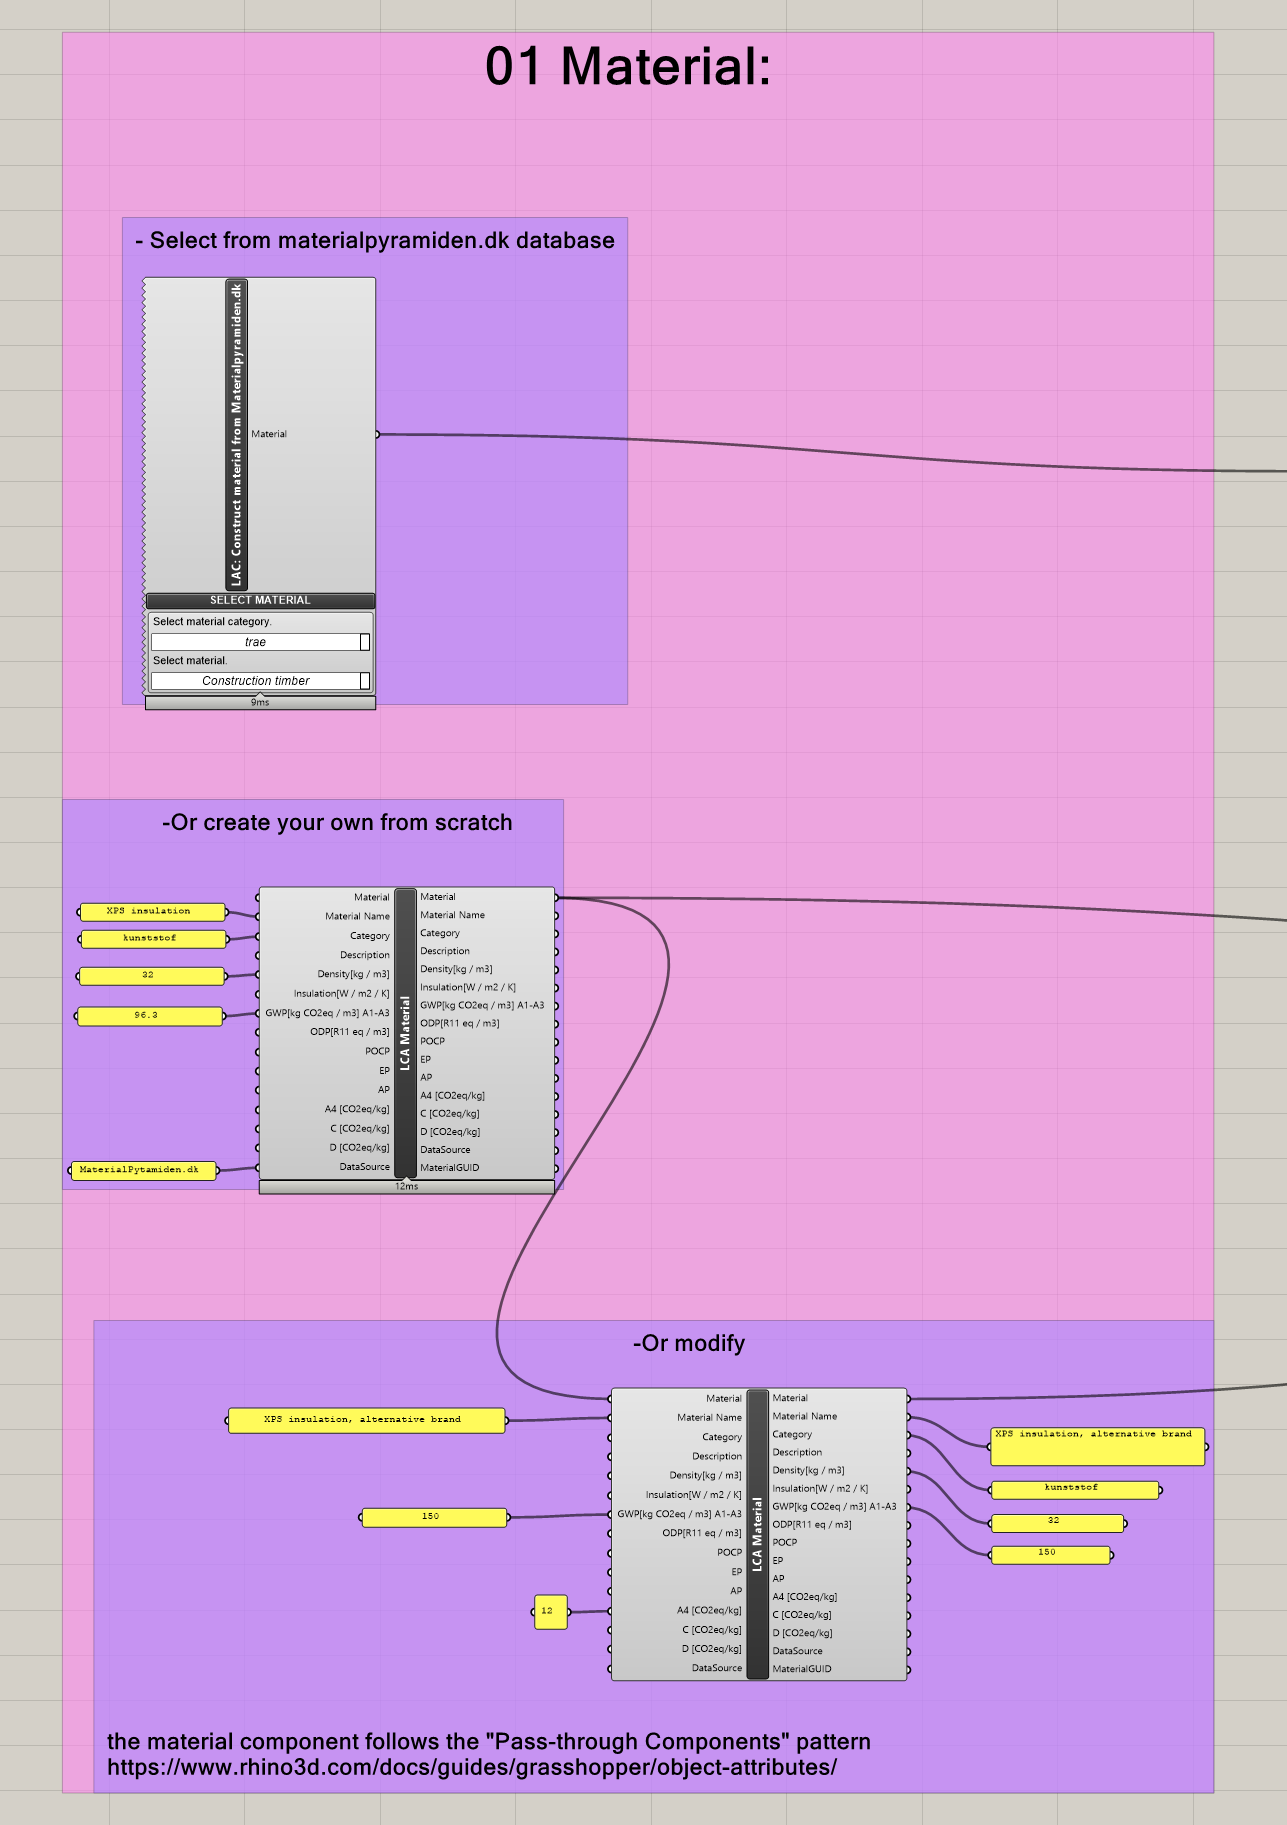 01 Material:
- Select from materialpyramiden.dk database
LAC: Construct material from Materialpyramiden.dk
Material
SELECT MATERIAL
Select material category.
trae
Select material.
Construction timber
9ms
-Or create your own from scratch
XPS insulation
kunststof
32
96.3
MaterialPytamiden.dk
Material
Material Name
Category
Description
Density[kg / m3]
Insulation[W / m2 / K]
GWP[kg CO2eq / m3] A1-A3
ODP[R11 eq / m3]
POCP
EP
AP
A4 [CO2eq/kg]
C [CO2eq/kg]
D [CO2eq/kg]
DataSource
LCA Material
Material
Material Name
Category
Description
Density[kg / m3]
Insulation[W / m2 / K]
GWP[kg CO2eq / m3] A1-A3
ODP[R11 eq / m3]
POCP
EP
AP
A4 [CO2eq/kg]
C [CO2eq/kg]
D [CO2eq/kg]
DataSource
MaterialGUID
12ms
-Or modify
XPS insulation, alternative brand
150
12
Material
Material Name
Category
Description
Density[kg / m3]
Insulation[W / m2 / K]
GWP[kg CO2eq / m3] A1-A3
ODP[R11 eq / m3]
POCP
EP
AP
A4 [CO2eq/kg]
C [CO2eq/kg]
D [CO2eq/kg]
DataSource
LCA Material
Material
Material Name
Category
Description
Density[kg / m3]
Insulation[W / m2 / K]
GWP[kg CO2eq / m3] A1-A3
ODP[R11 eq / m3]
POCP
EP
AP
A4 [CO2eq/kg]
C [CO2eq/kg]
D [CO2eq/kg]
DataSource
MaterialGUID
XPS insulation, alternative brand
kunststof
32
150
the material component follows the "Pass-through Components" pattern
https://www.rhino3d.com/docs/guides/grasshopper/object-attributes/